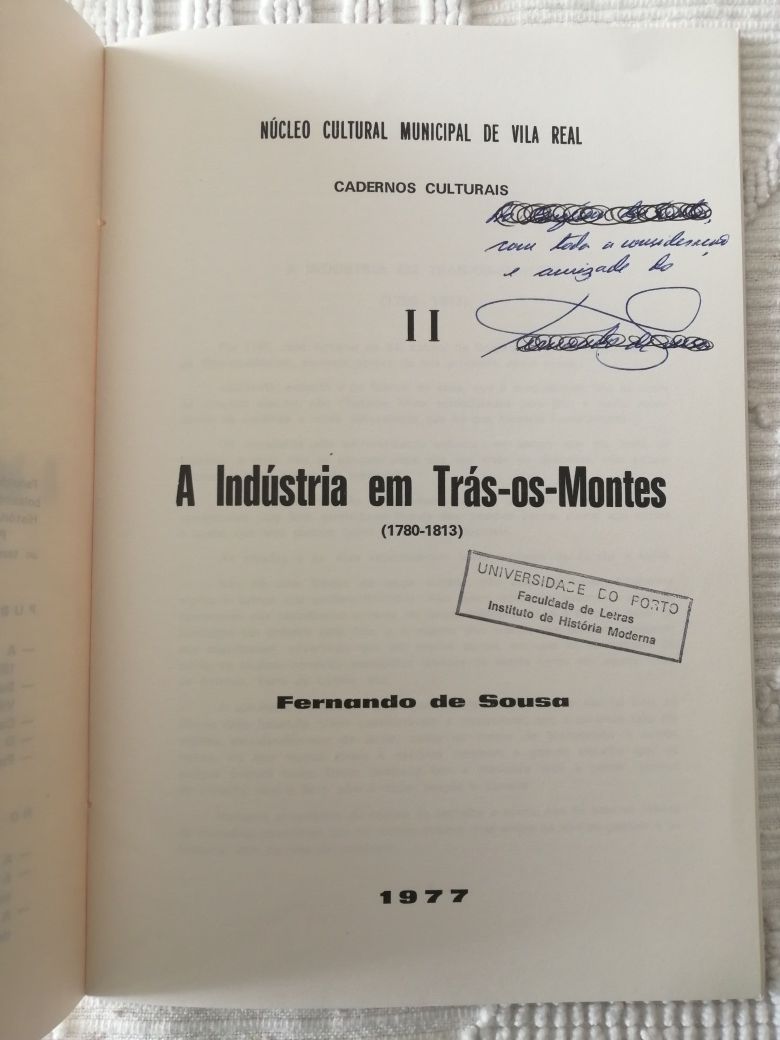 NÚCLEO CULTURAL MUNICIPAL DE VILA REAL
CADERNOS CULTURAIS
com toda a consideração
e amizade do
II
A Indústria em Trás-os-Montes
(1780-1813)
UNIVERSIDADE DO PORTO
Faculdade de Letras
Instituto de História Moderna
Fernando de Sousa
1977